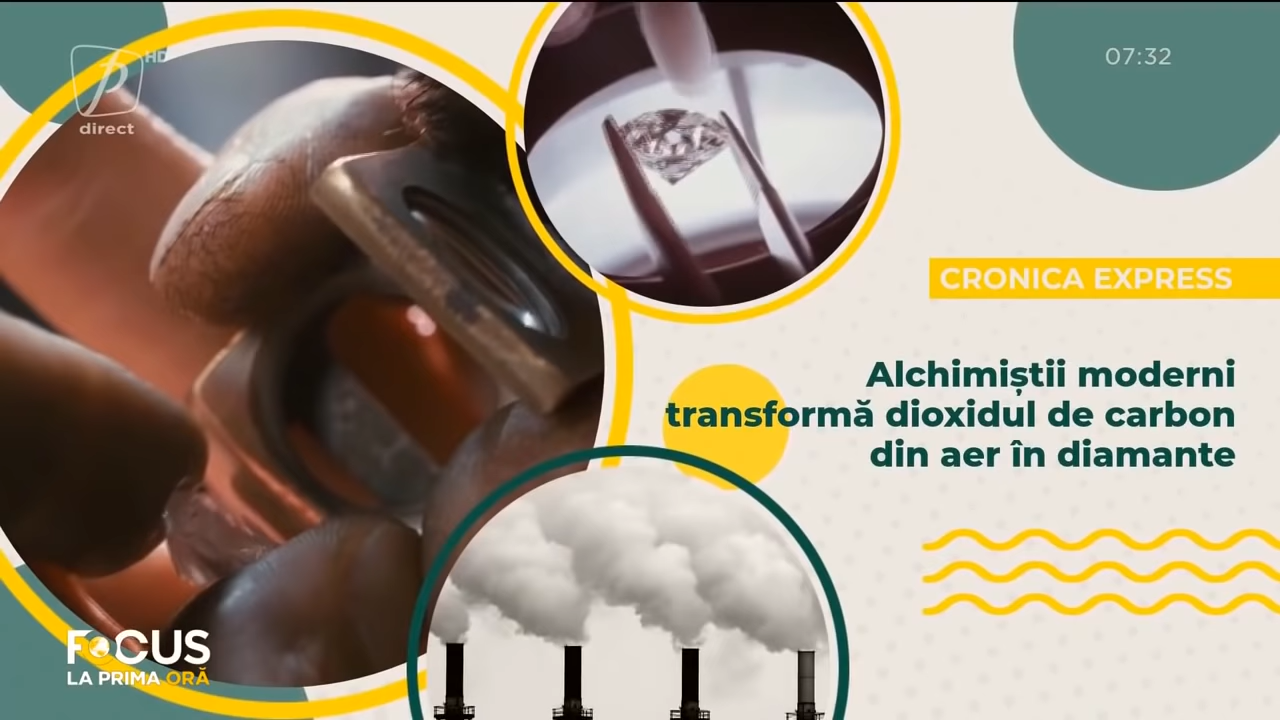 HD
direct
07:32
CRONICA EXPRESS
Alchimiștii moderni
transformă dioxidul de carbon
din aer în diamante
FOCUS
LA PRIMA ORĂ